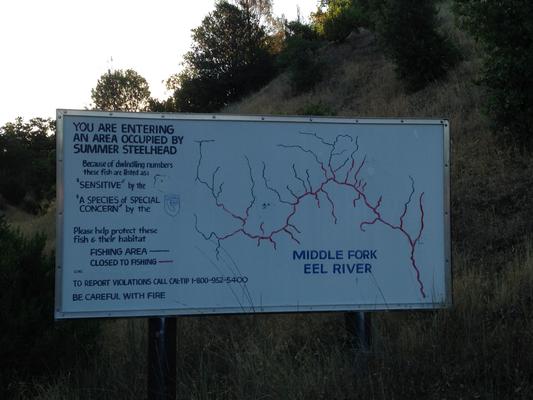 YOU ARE ENTERING
AN AREA OCCUPIED BY
SUMMER STEELHEAD
Because of dwindling numbers
these fish are listed as:
"SENSITIVE" by the
"A SPECIES of SPECIAL
CONCERN" by the
Please help protect these
fish & their habitat
FISHING AREA
CLOSED TO FISHING
TO REPORT VIOLATIONS CALL CAL-TIP 1-800-952-5400
BE CAREFUL WITH FIRE
MIDDLE FORK
EEL RIVER